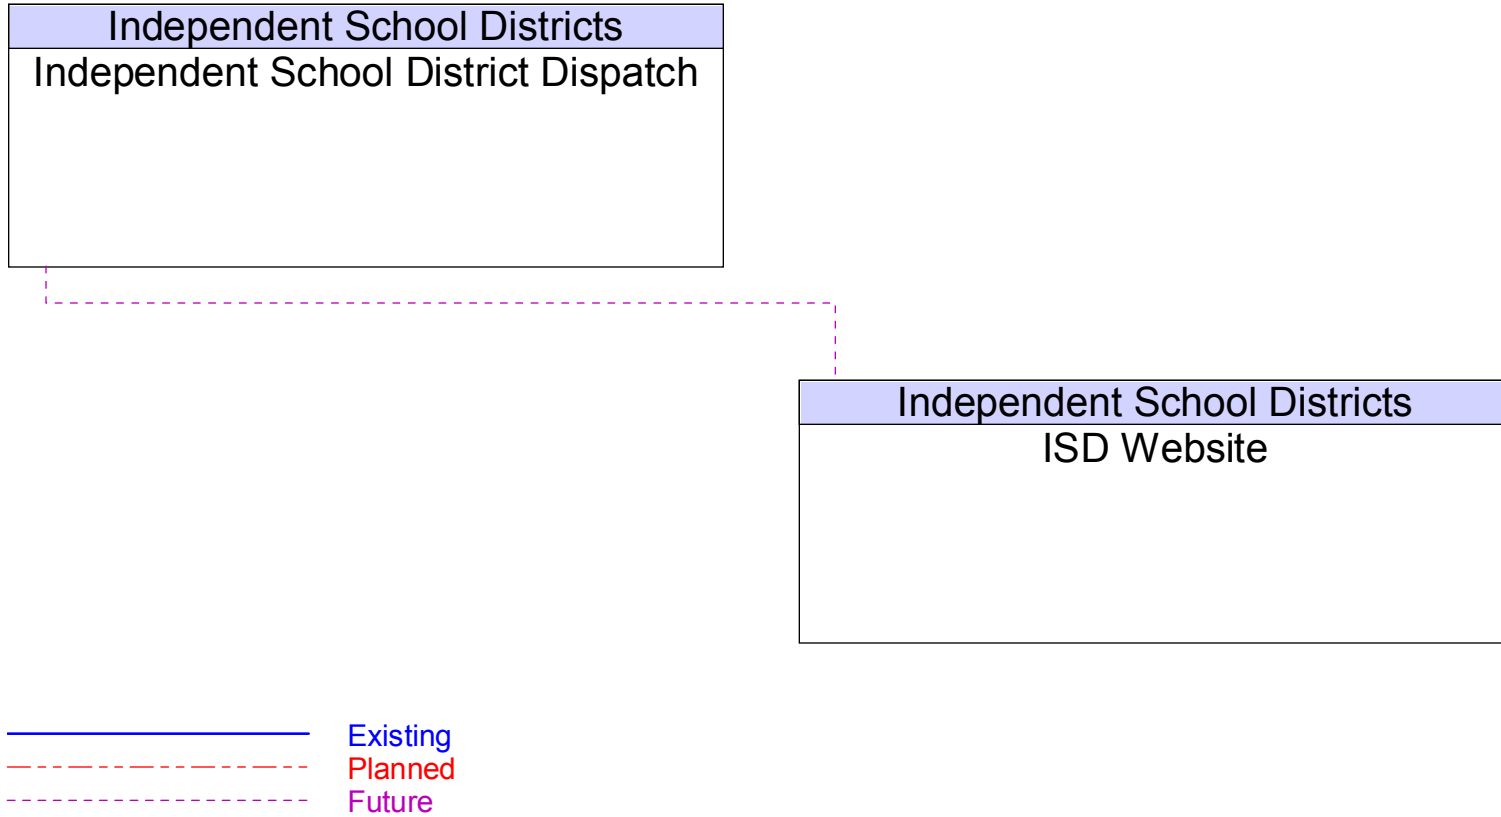 Independent School Districts
Independent School District Dispatch
Independent School Districts
ISD Website
Existing
Planned
Future